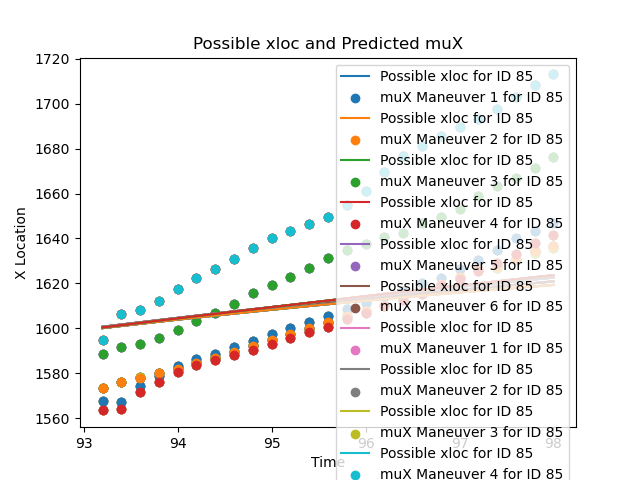 Possible xloc and Predicted muX
1720
1700
1680
1660
1640
1620
1600
1580
1560
X Location
93
94
95
96
97
98
Time
Possible xloc for ID 85
muX Maneuver 1 for ID 85
Possible xloc for ID 85
muX Maneuver 2 for ID 85
Possible xloc for ID 85
muX Maneuver 3 for ID 85
Possible xloc for ID 85
muX Maneuver 4 for ID 85
Possible xloc for ID 85
muX Maneuver 5 for ID 85
Possible xloc for ID 85
muX Maneuver 6 for ID 85
Possible xloc for ID 85
muX Maneuver 1 for ID 85
Possible xloc for ID 85
muX Maneuver 2 for ID 85
Possible xloc for ID 85
muX Maneuver 3 for ID 85
Possible xloc for ID 85
muX Maneuver 4 for ID 85